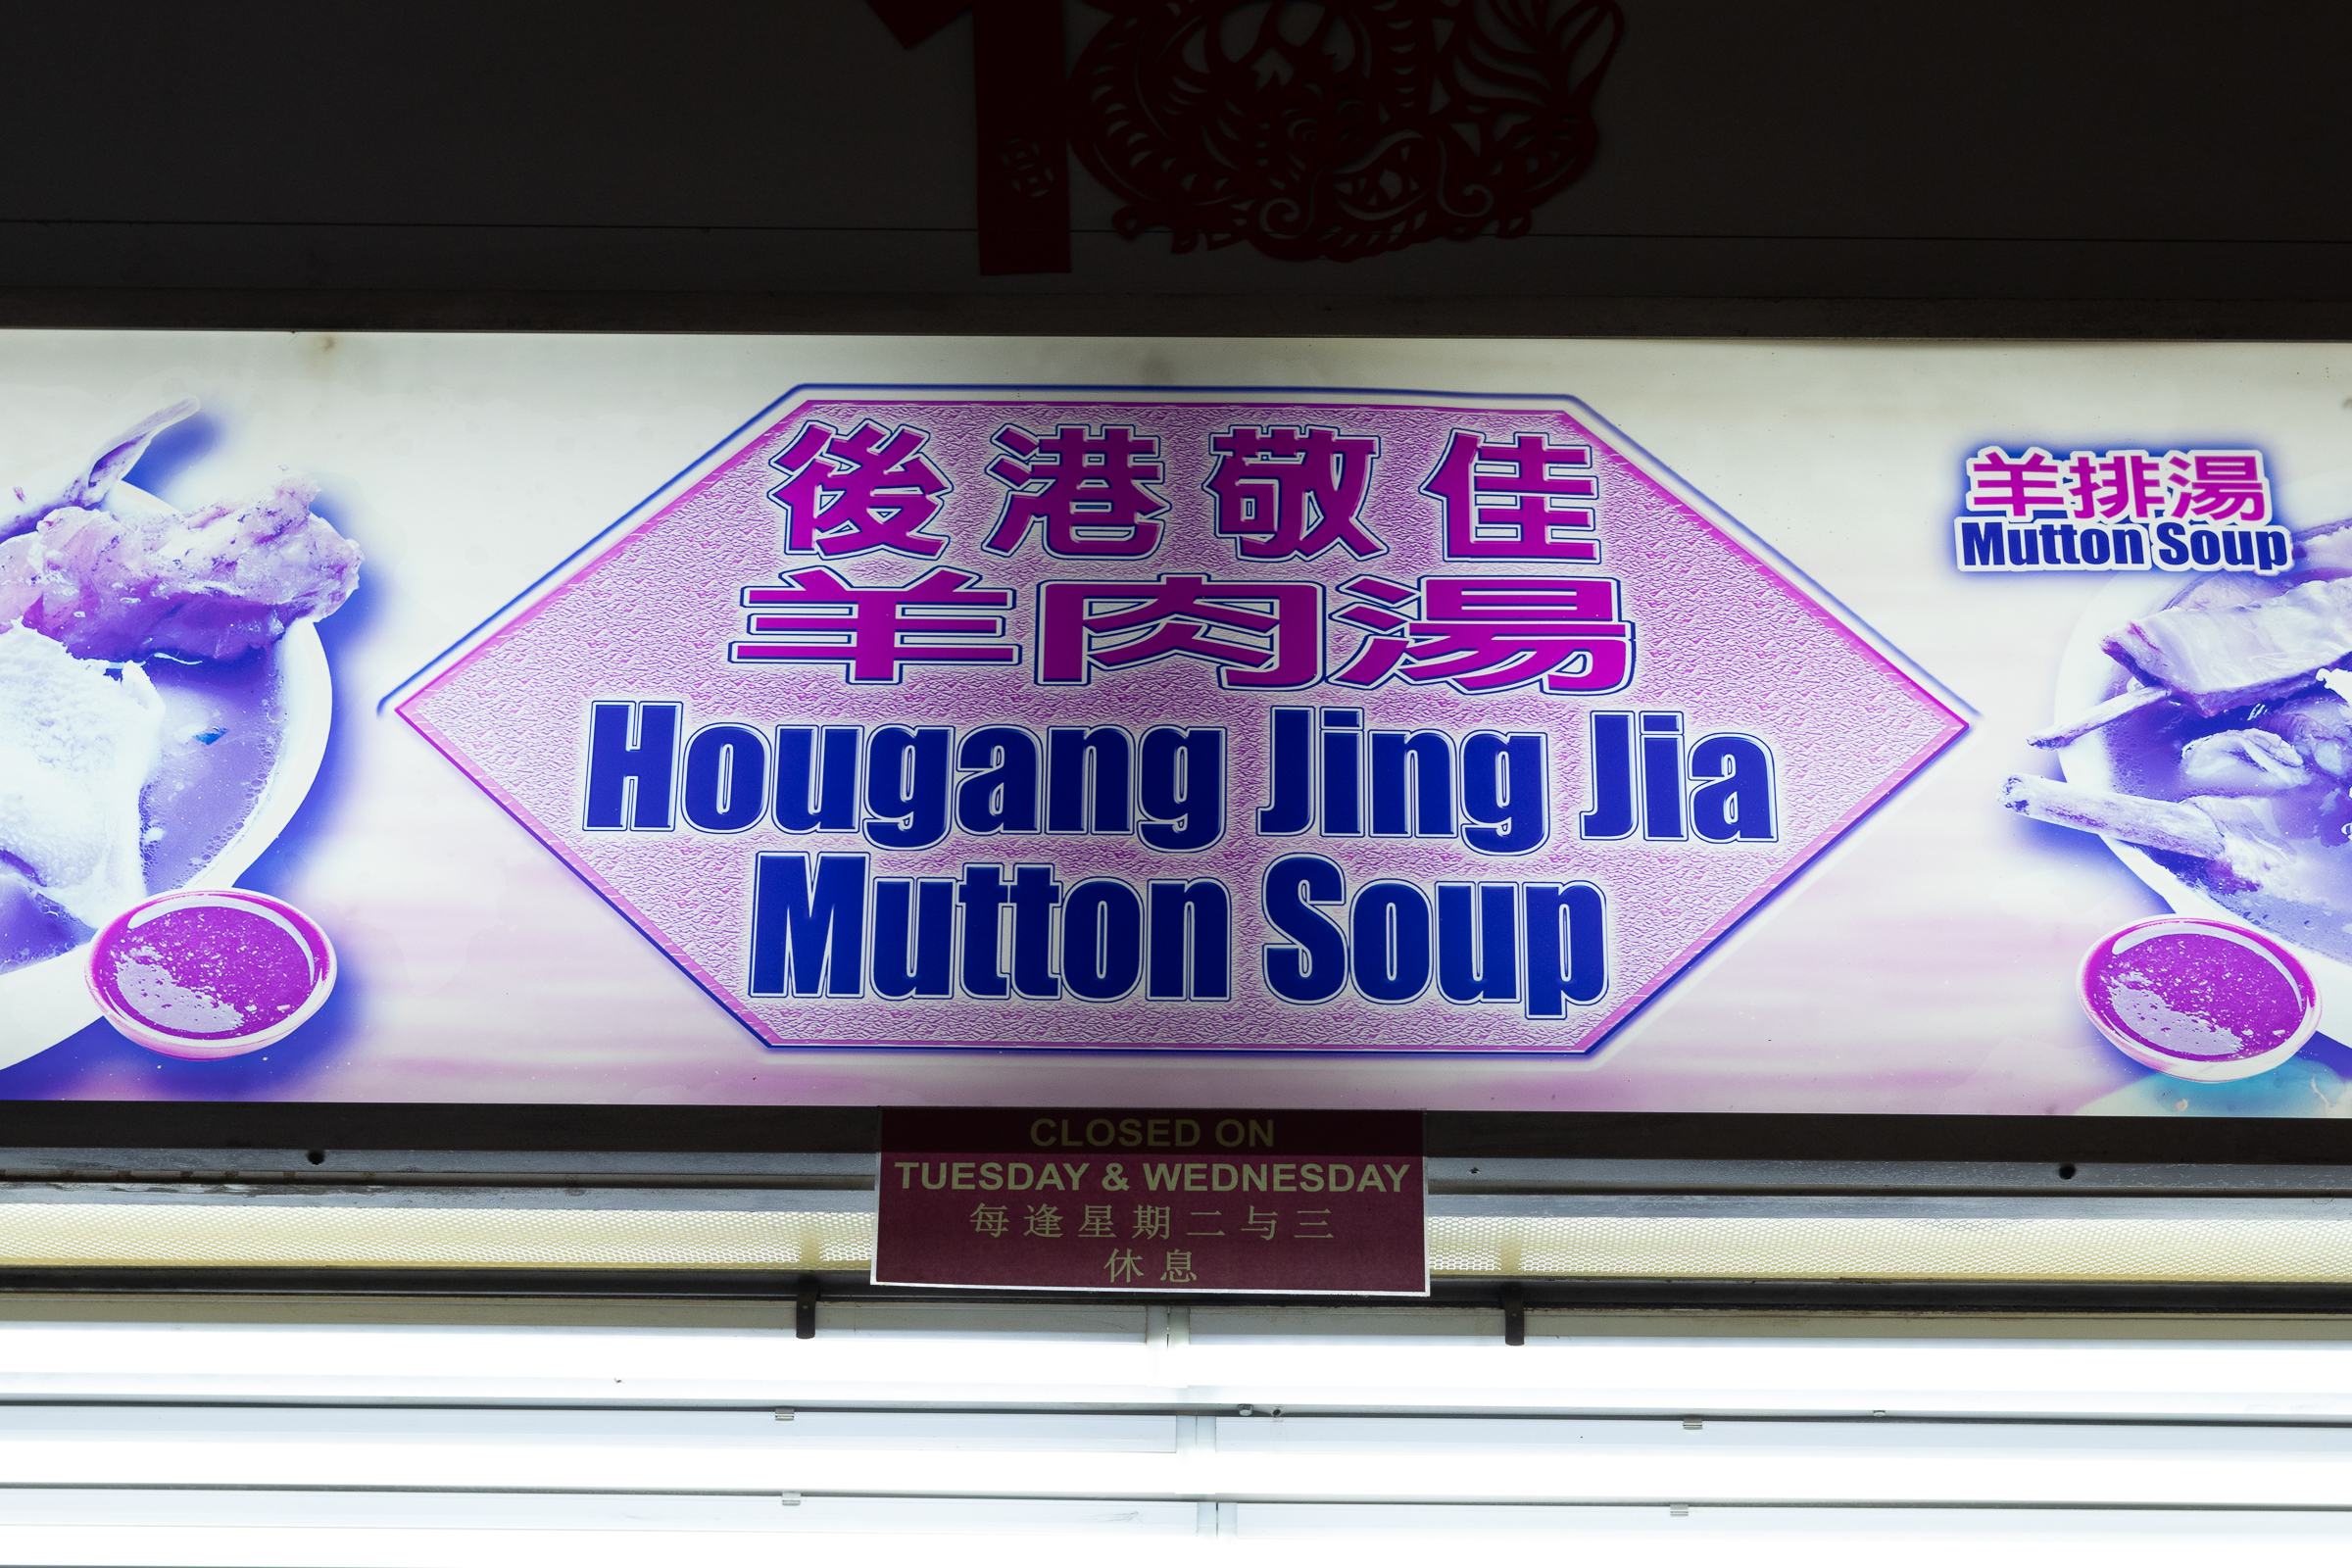 後港敬佳
羊肉湯
Hougang Jing Jia
Mutton Soup
羊排湯
Mutton Soup
CLOSED ON
TUESDAY & WEDNESDAY
每逢星期二与三
休息